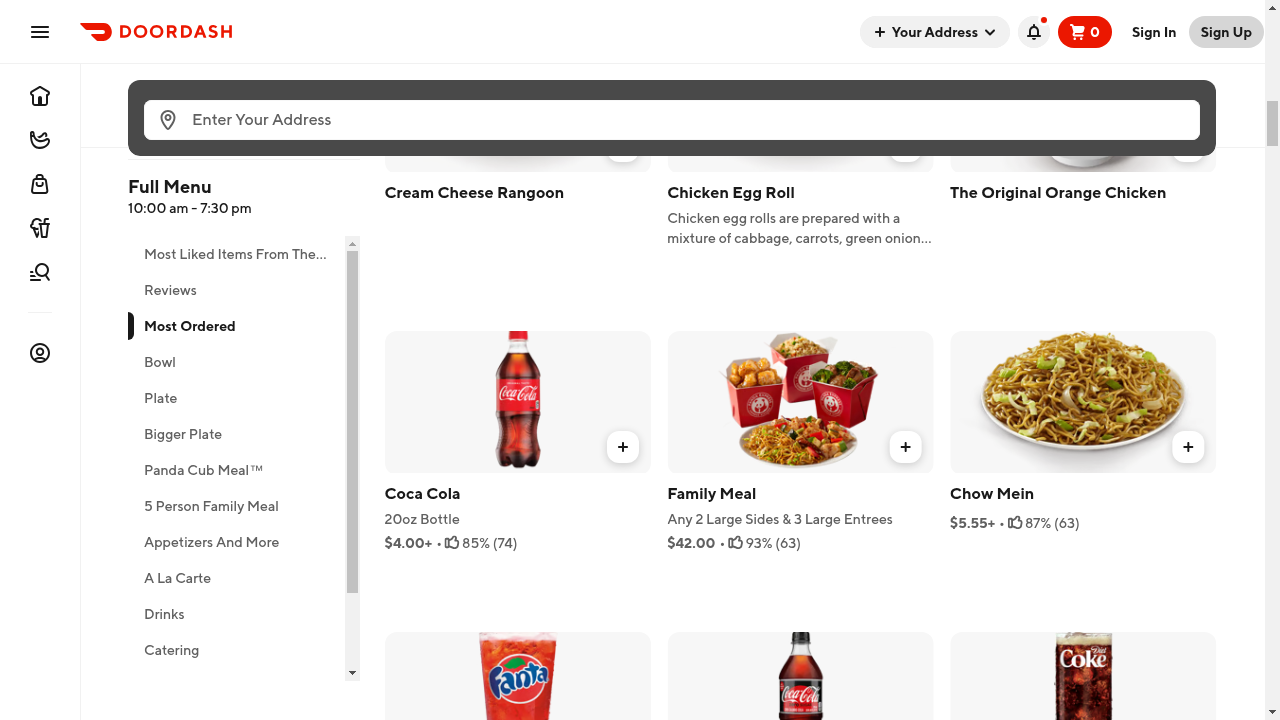 DOORDASH
Your Address
0
Sign In
Sign Up
Enter Your Address
Full Menu
10:00 am - 7:30 pm
Most Liked Items From The...
Reviews
Most Ordered
Bowl
Plate
Bigger Plate
Panda Cub Meal™
5 Person Family Meal
Appetizers And More
A La Carte
Drinks
Catering
Cream Cheese Rangoon
Chicken Egg Roll
Chicken egg rolls are prepared with a
mixture of cabbage, carrots, green onion...
The Original Orange Chicken
Coca-Cola
Coca Cola
20oz Bottle
$4.00+ • 85% (74)
Family Meal
Any 2 Large Sides & 3 Large Entrees
$42.00 • 93% (63)
Chow Mein
$5.55+ • 87% (63)
Fanta
Coca-Cola
Diet
Coke